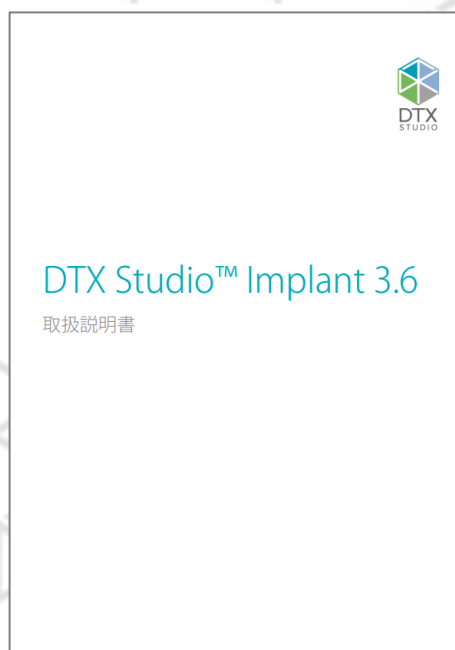 DTX
STUDIO
DTX Studio™ Implant 3.6
取扱説明書